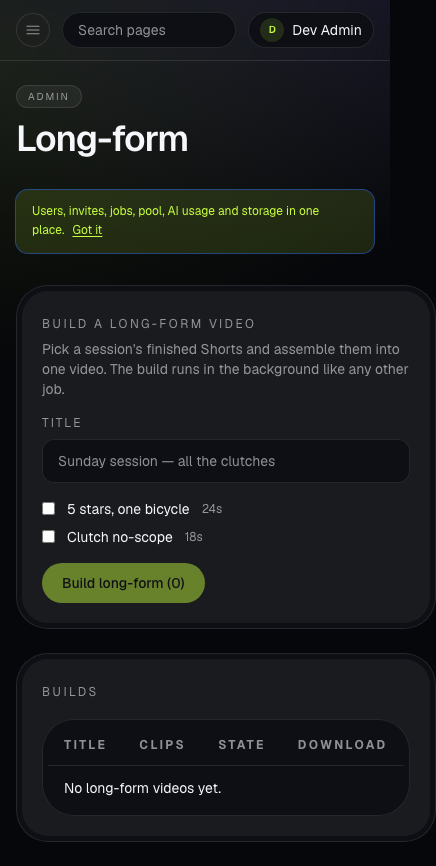 Search pages
D
Dev Admin
ADMIN
Long-form
Users, invites, jobs, pool, AI usage and storage in one
place. Got it
BUILD A LONG-FORM VIDEO
Pick a session's finished Shorts and assemble them into
one video. The build runs in the background like any other
job.
TITLE
Sunday session — all the clutches
5 stars, one bicycle 24s
Clutch no-scope 18s
Build long-form (0)
BUILDS
TITLE CLIPS STATE DOWNLOAD
No long-form videos yet.